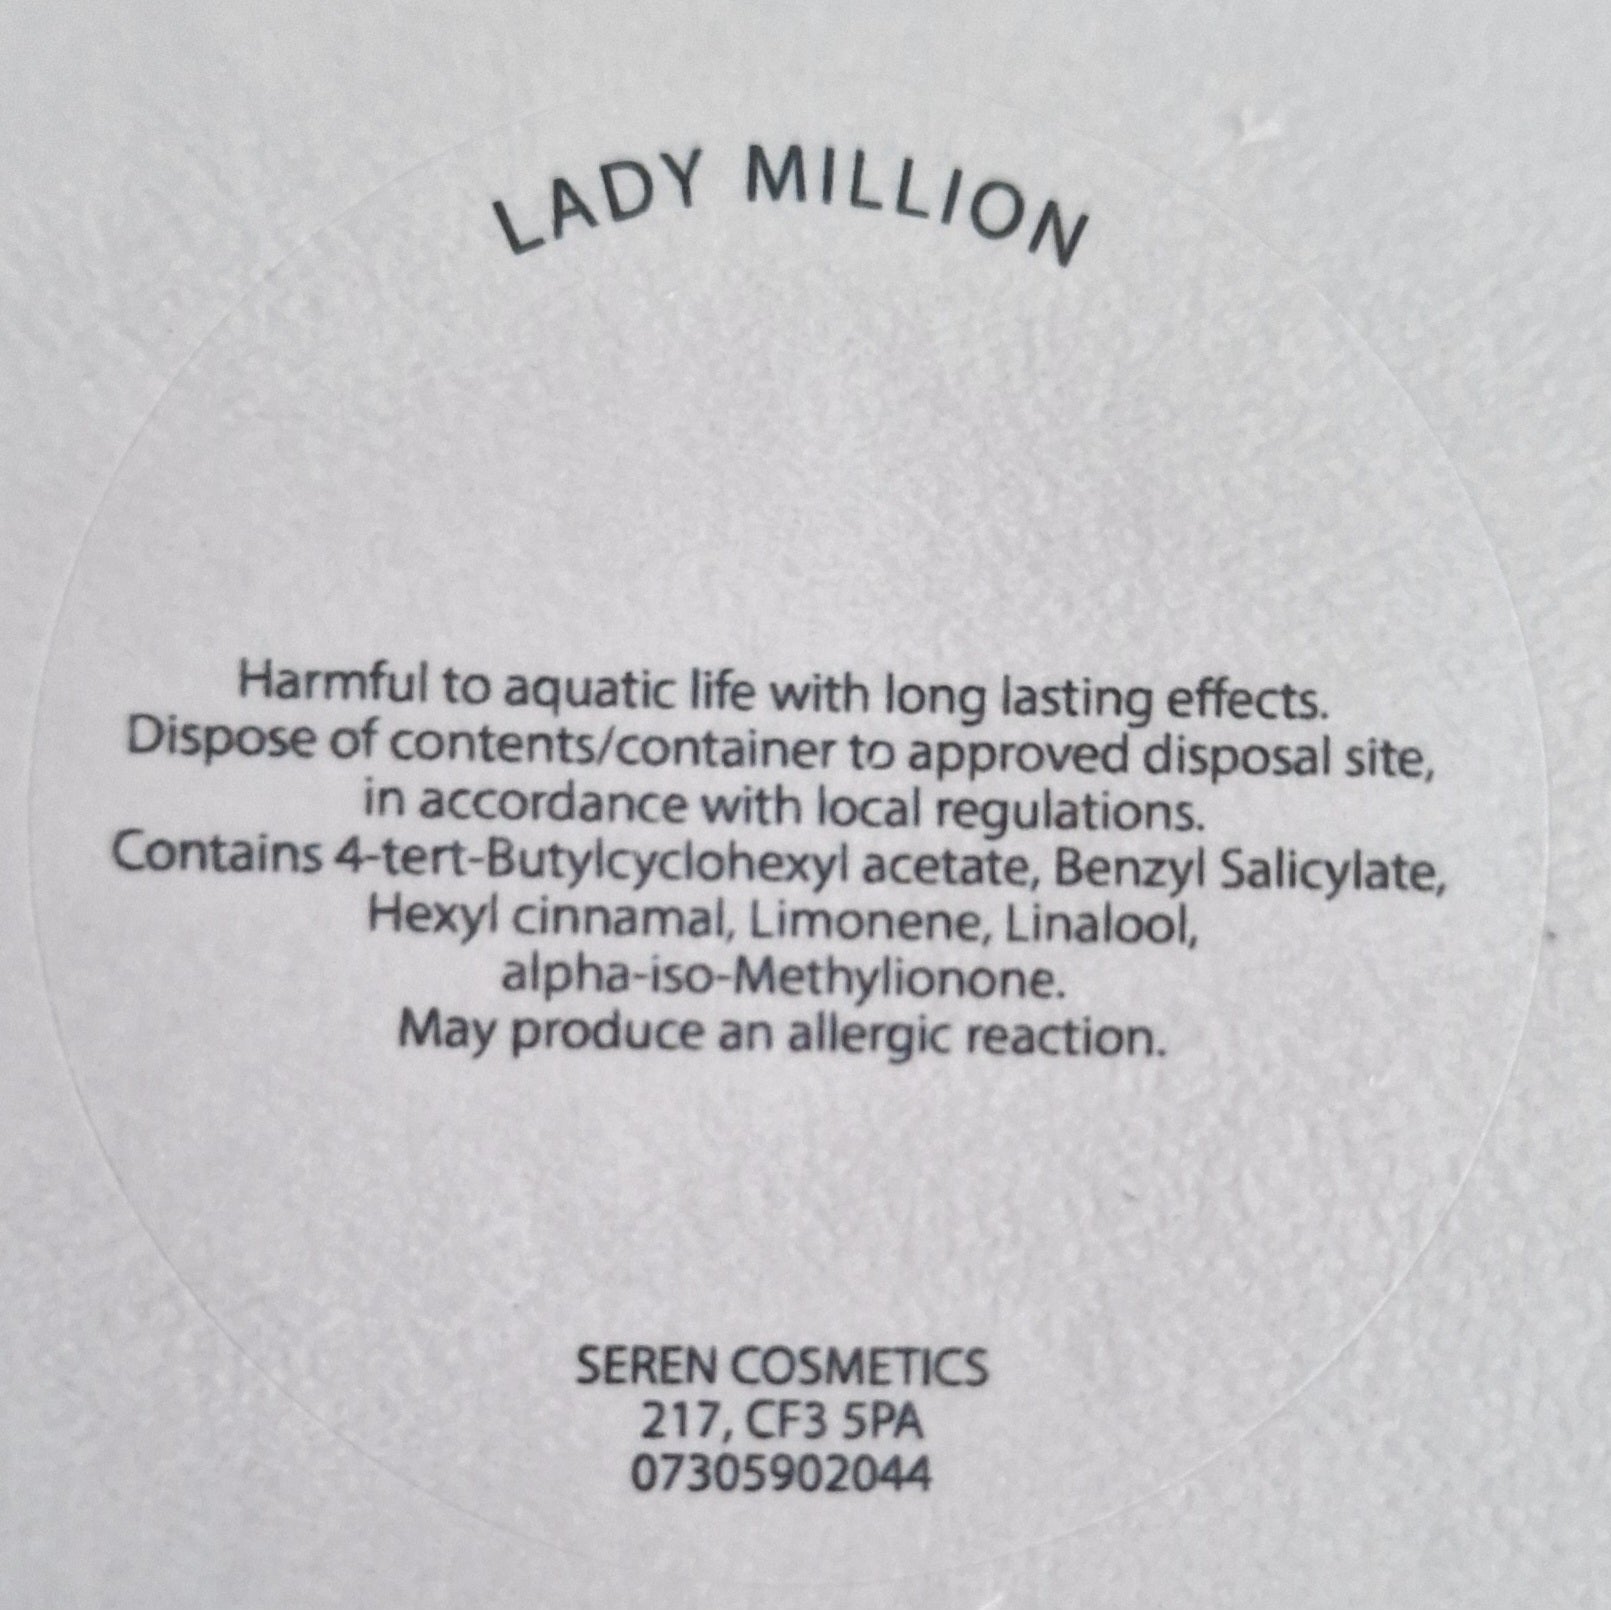 LADY MILLION
Harmful to aquatic life with long lasting effects.
Dispose of contents/container to approved disposal site,
in accordance with local regulations.
Contains 4-tert-Butylcyclohexyl acetate, Benzyl Salicylate,
Hexyl cinnamal, Limonene, Linalool,
alpha-iso-Methylionone.
May produce an allergic reaction.
SEREN COSMETICS
217, CF3 5PA
07305902044